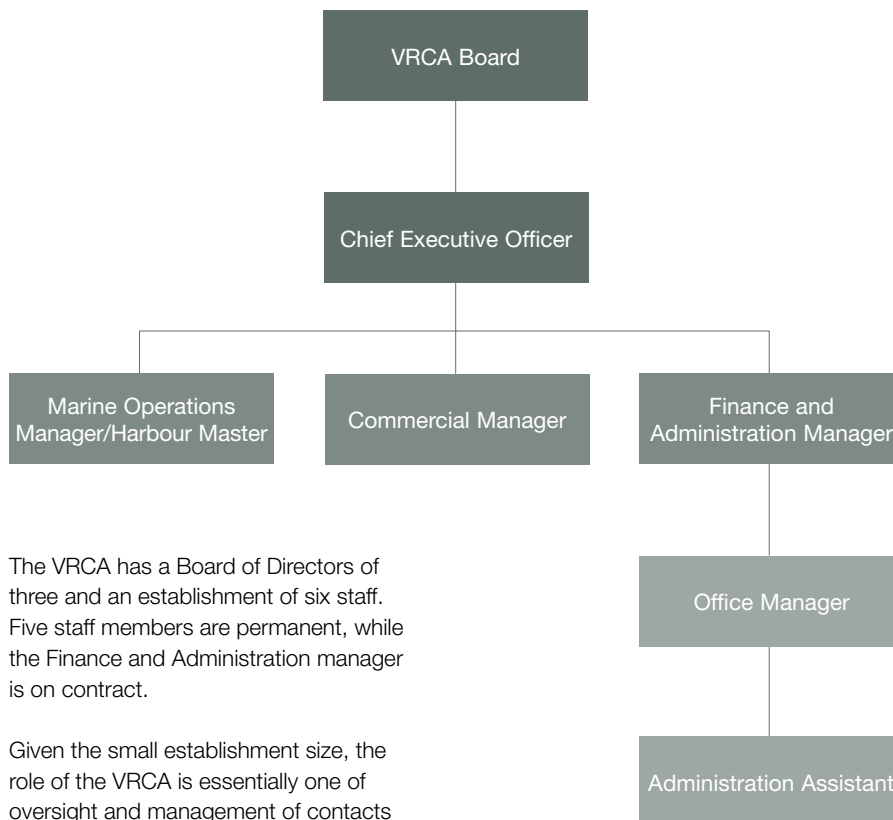 VRCA Board
Chief Executive Officer
Marine Operations
Manager/Harbour Master
Commercial Manager
Finance and
Administration Manager
Office Manager
Administration Assistant
The VRCA has a Board of Directors of
three and an establishment of six staff.
Five staff members are permanent, while
the Finance and Administration manager
is on contract.
Given the small establishment size, the
role of the VRCA is essentially one of
oversight and management of contacts